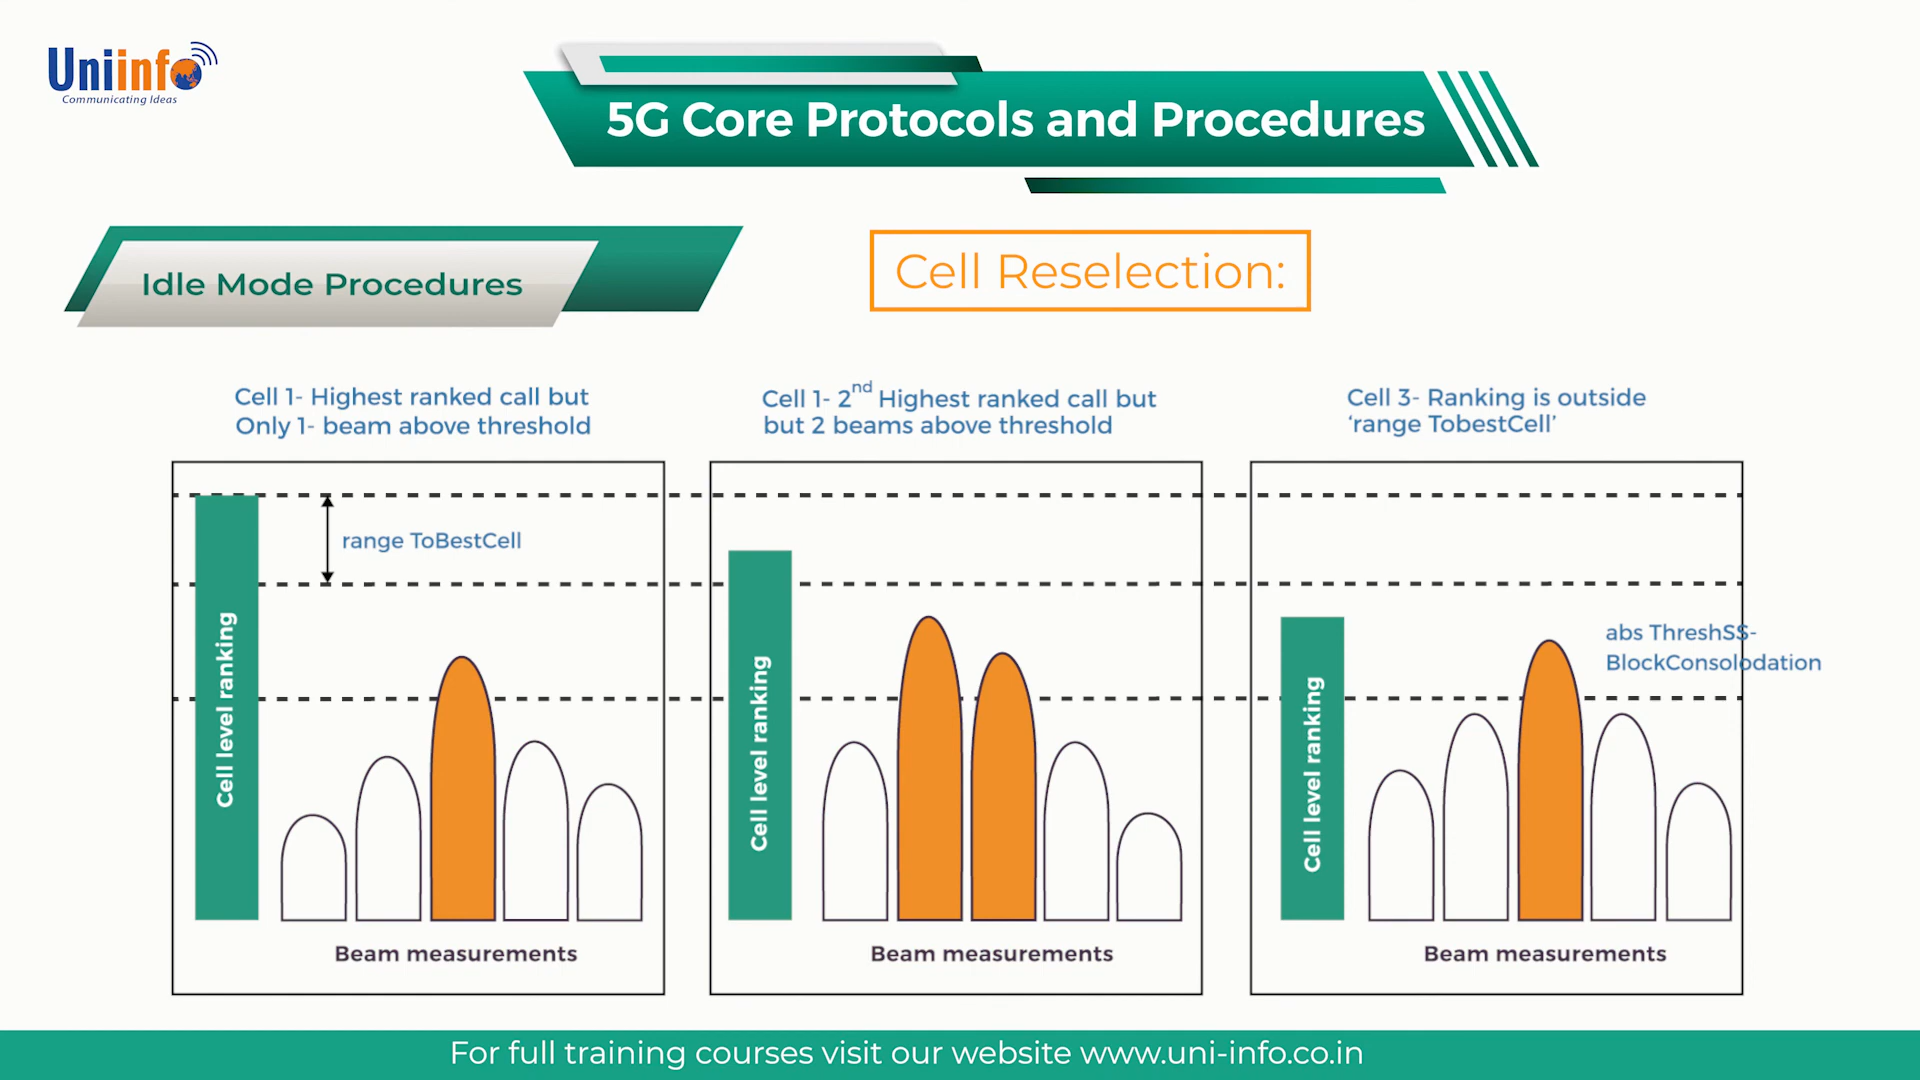 Uniinfo
Communicating Ideas
5G Core Protocols and Procedures
Idle Mode Procedures
Cell Reselection:
Cell 1- Highest ranked call but
Only 1- beam above threshold
Cell 1- 2nd Highest ranked call but
but 2 beams above threshold
Cell 3- Ranking is outside
‘range TobestCell’
range ToBestCell
Cell level ranking
Beam measurements
Cell level ranking
Beam measurements
abs ThreshSS-
BlockConsolodation
Cell level ranking
Beam measurements
For full training courses visit our website www.uni-info.co.in